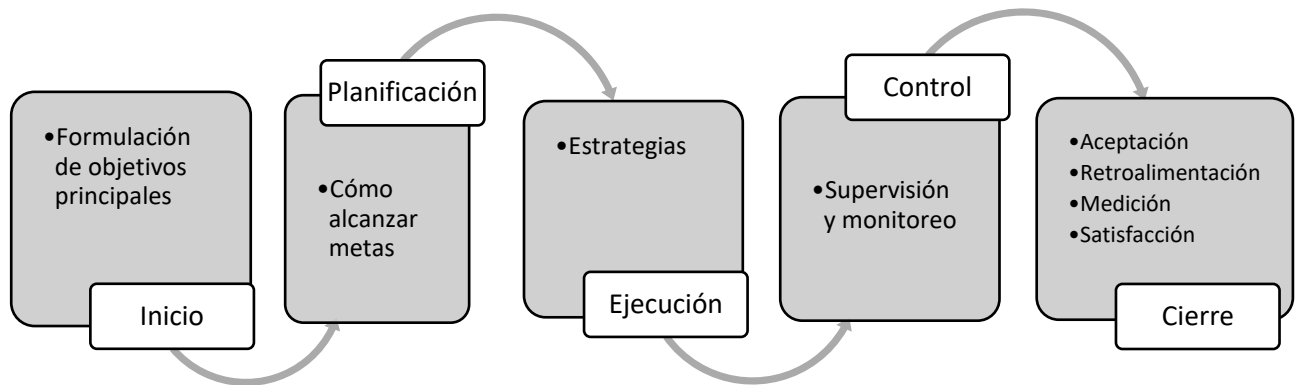 •Formulación
de objetivos
principales
Inicio
Planificación
•Cómo
alcanzar
metas
•Estrategias
Ejecución
Control
•Supervisión
y monitoreo
•Aceptación
•Retroalimentación
•Medición
•Satisfacción
Cierre